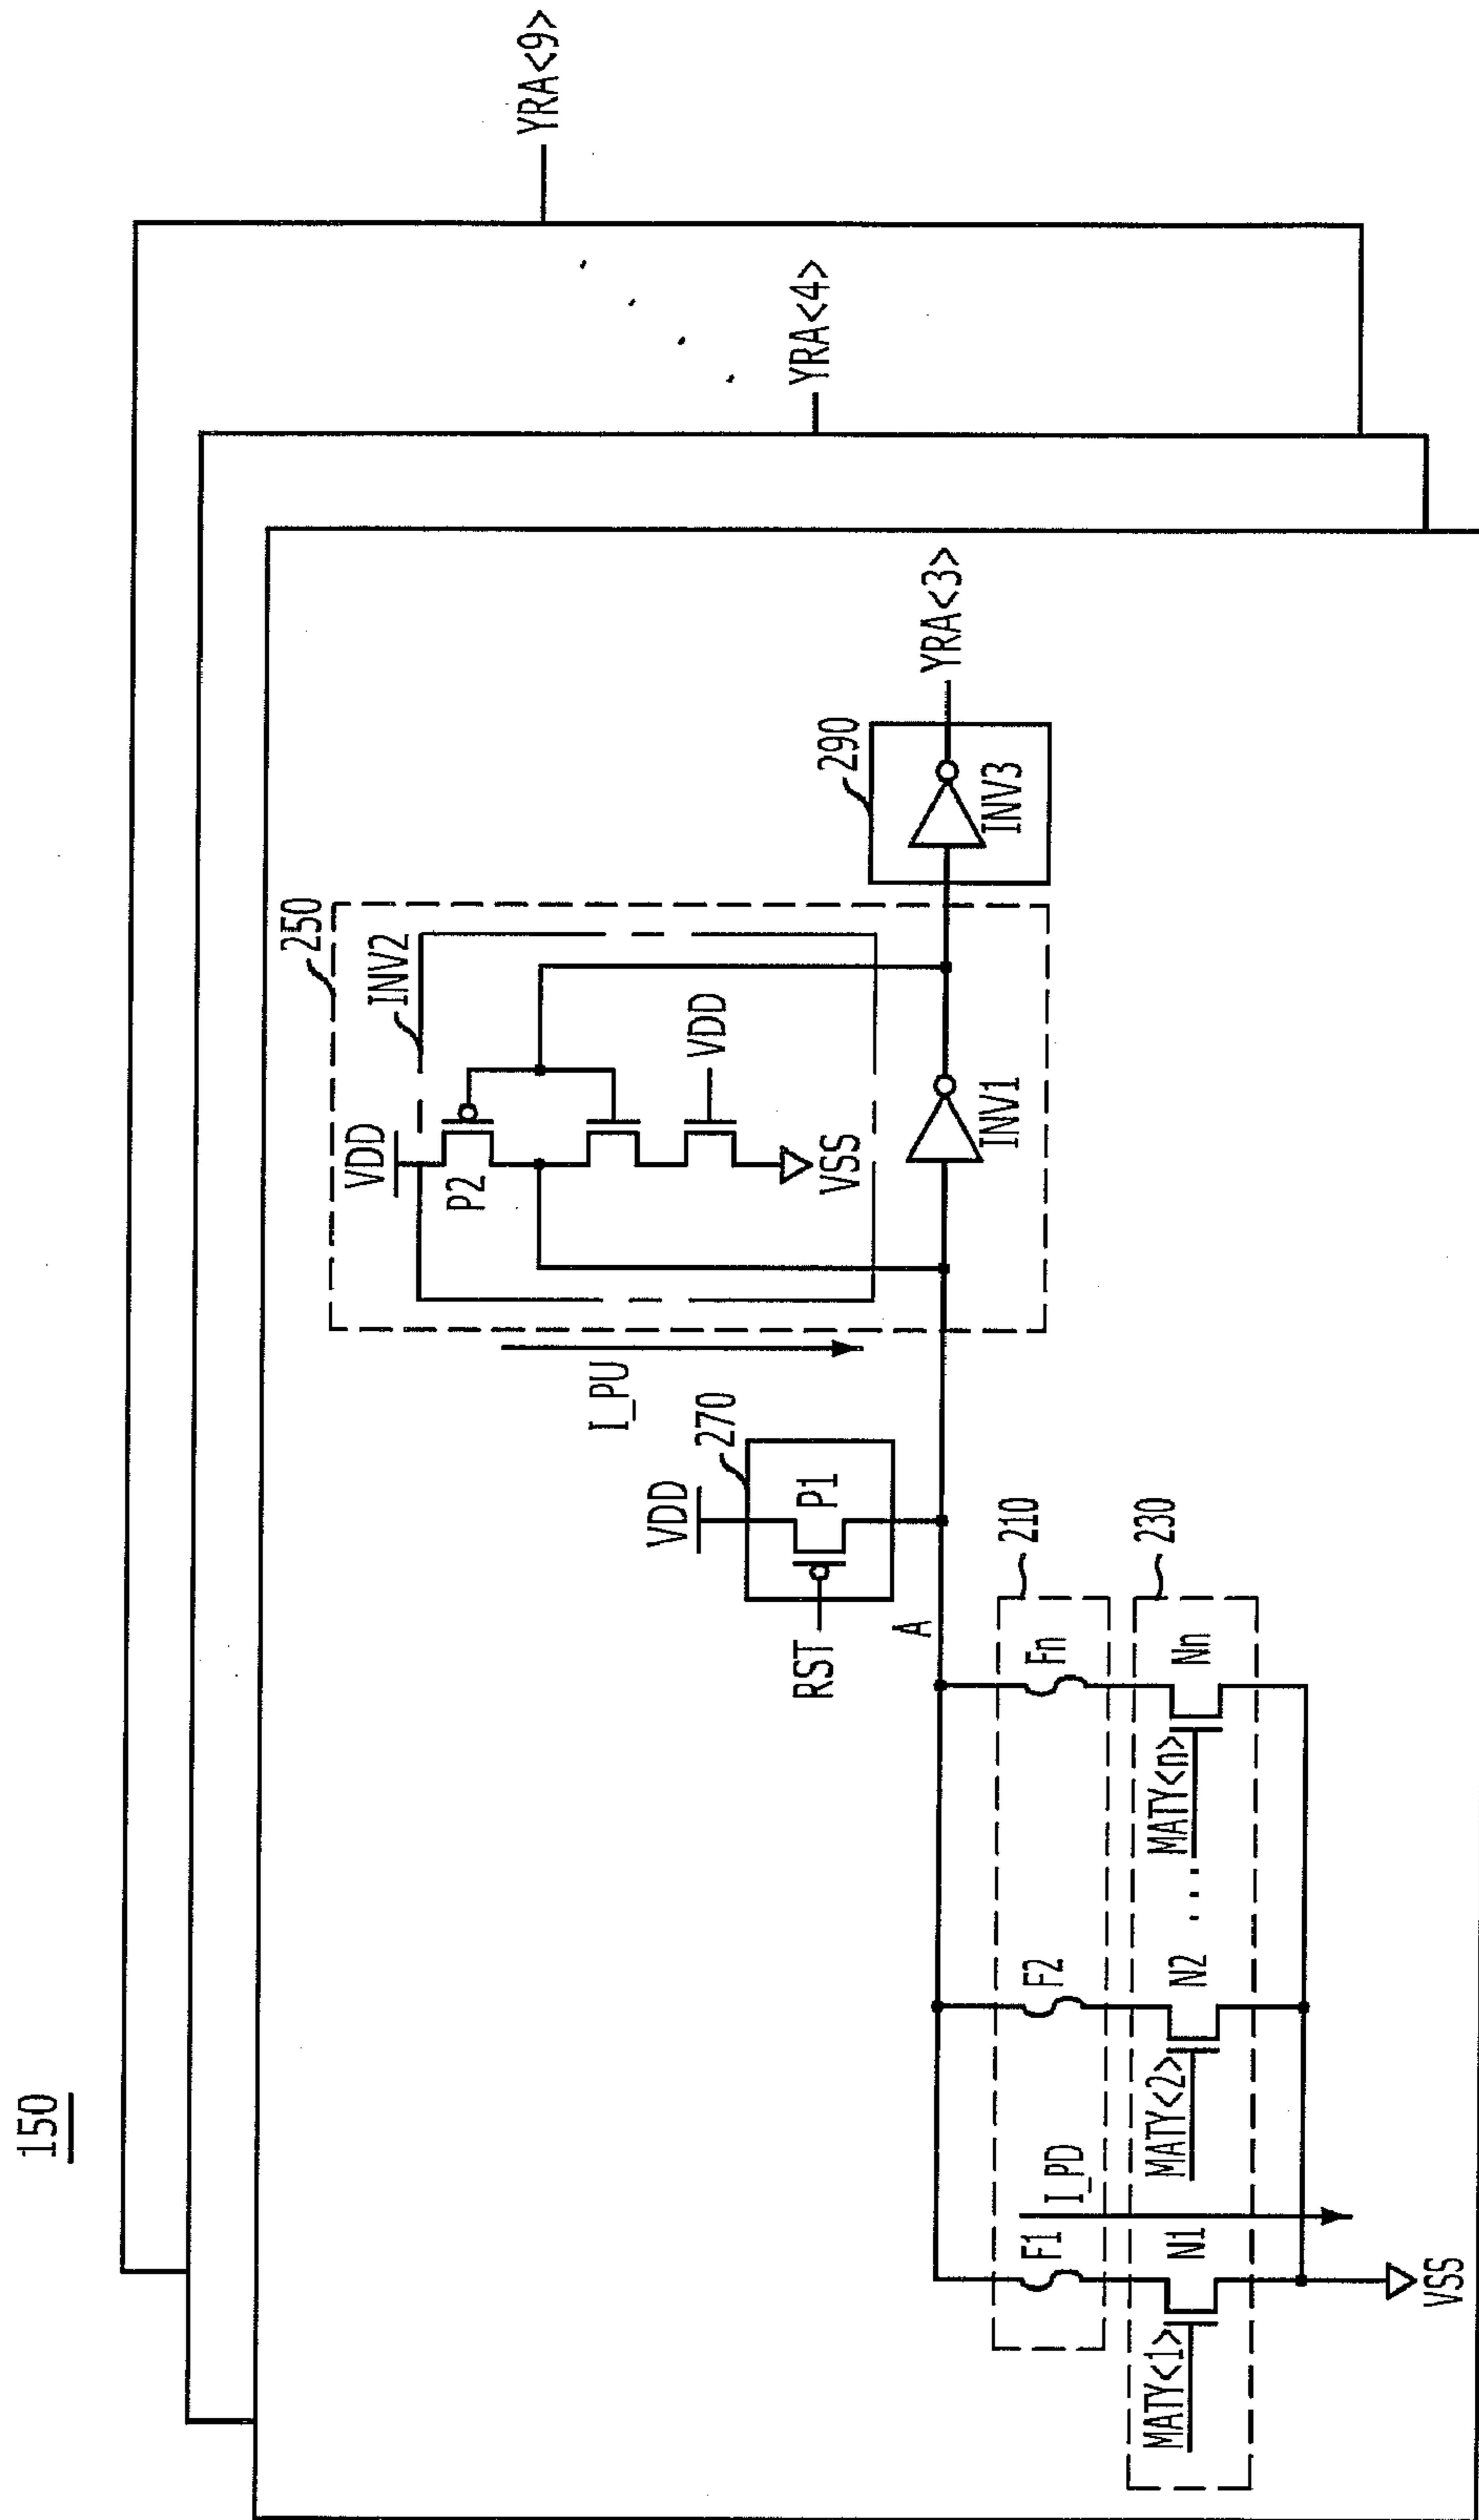 150
YRA<9>
YRA<4>
250
INV2
VDD
P2
VDD
VSS
INV1
290
INV3
YRA<3>
I_PU
270
VDD
P1
RST
A
210
F1
F2
Fn
I_PD
230
MATY<1>
N1
MATY<2>
N2
...
MATY<n>
Nn
VSS